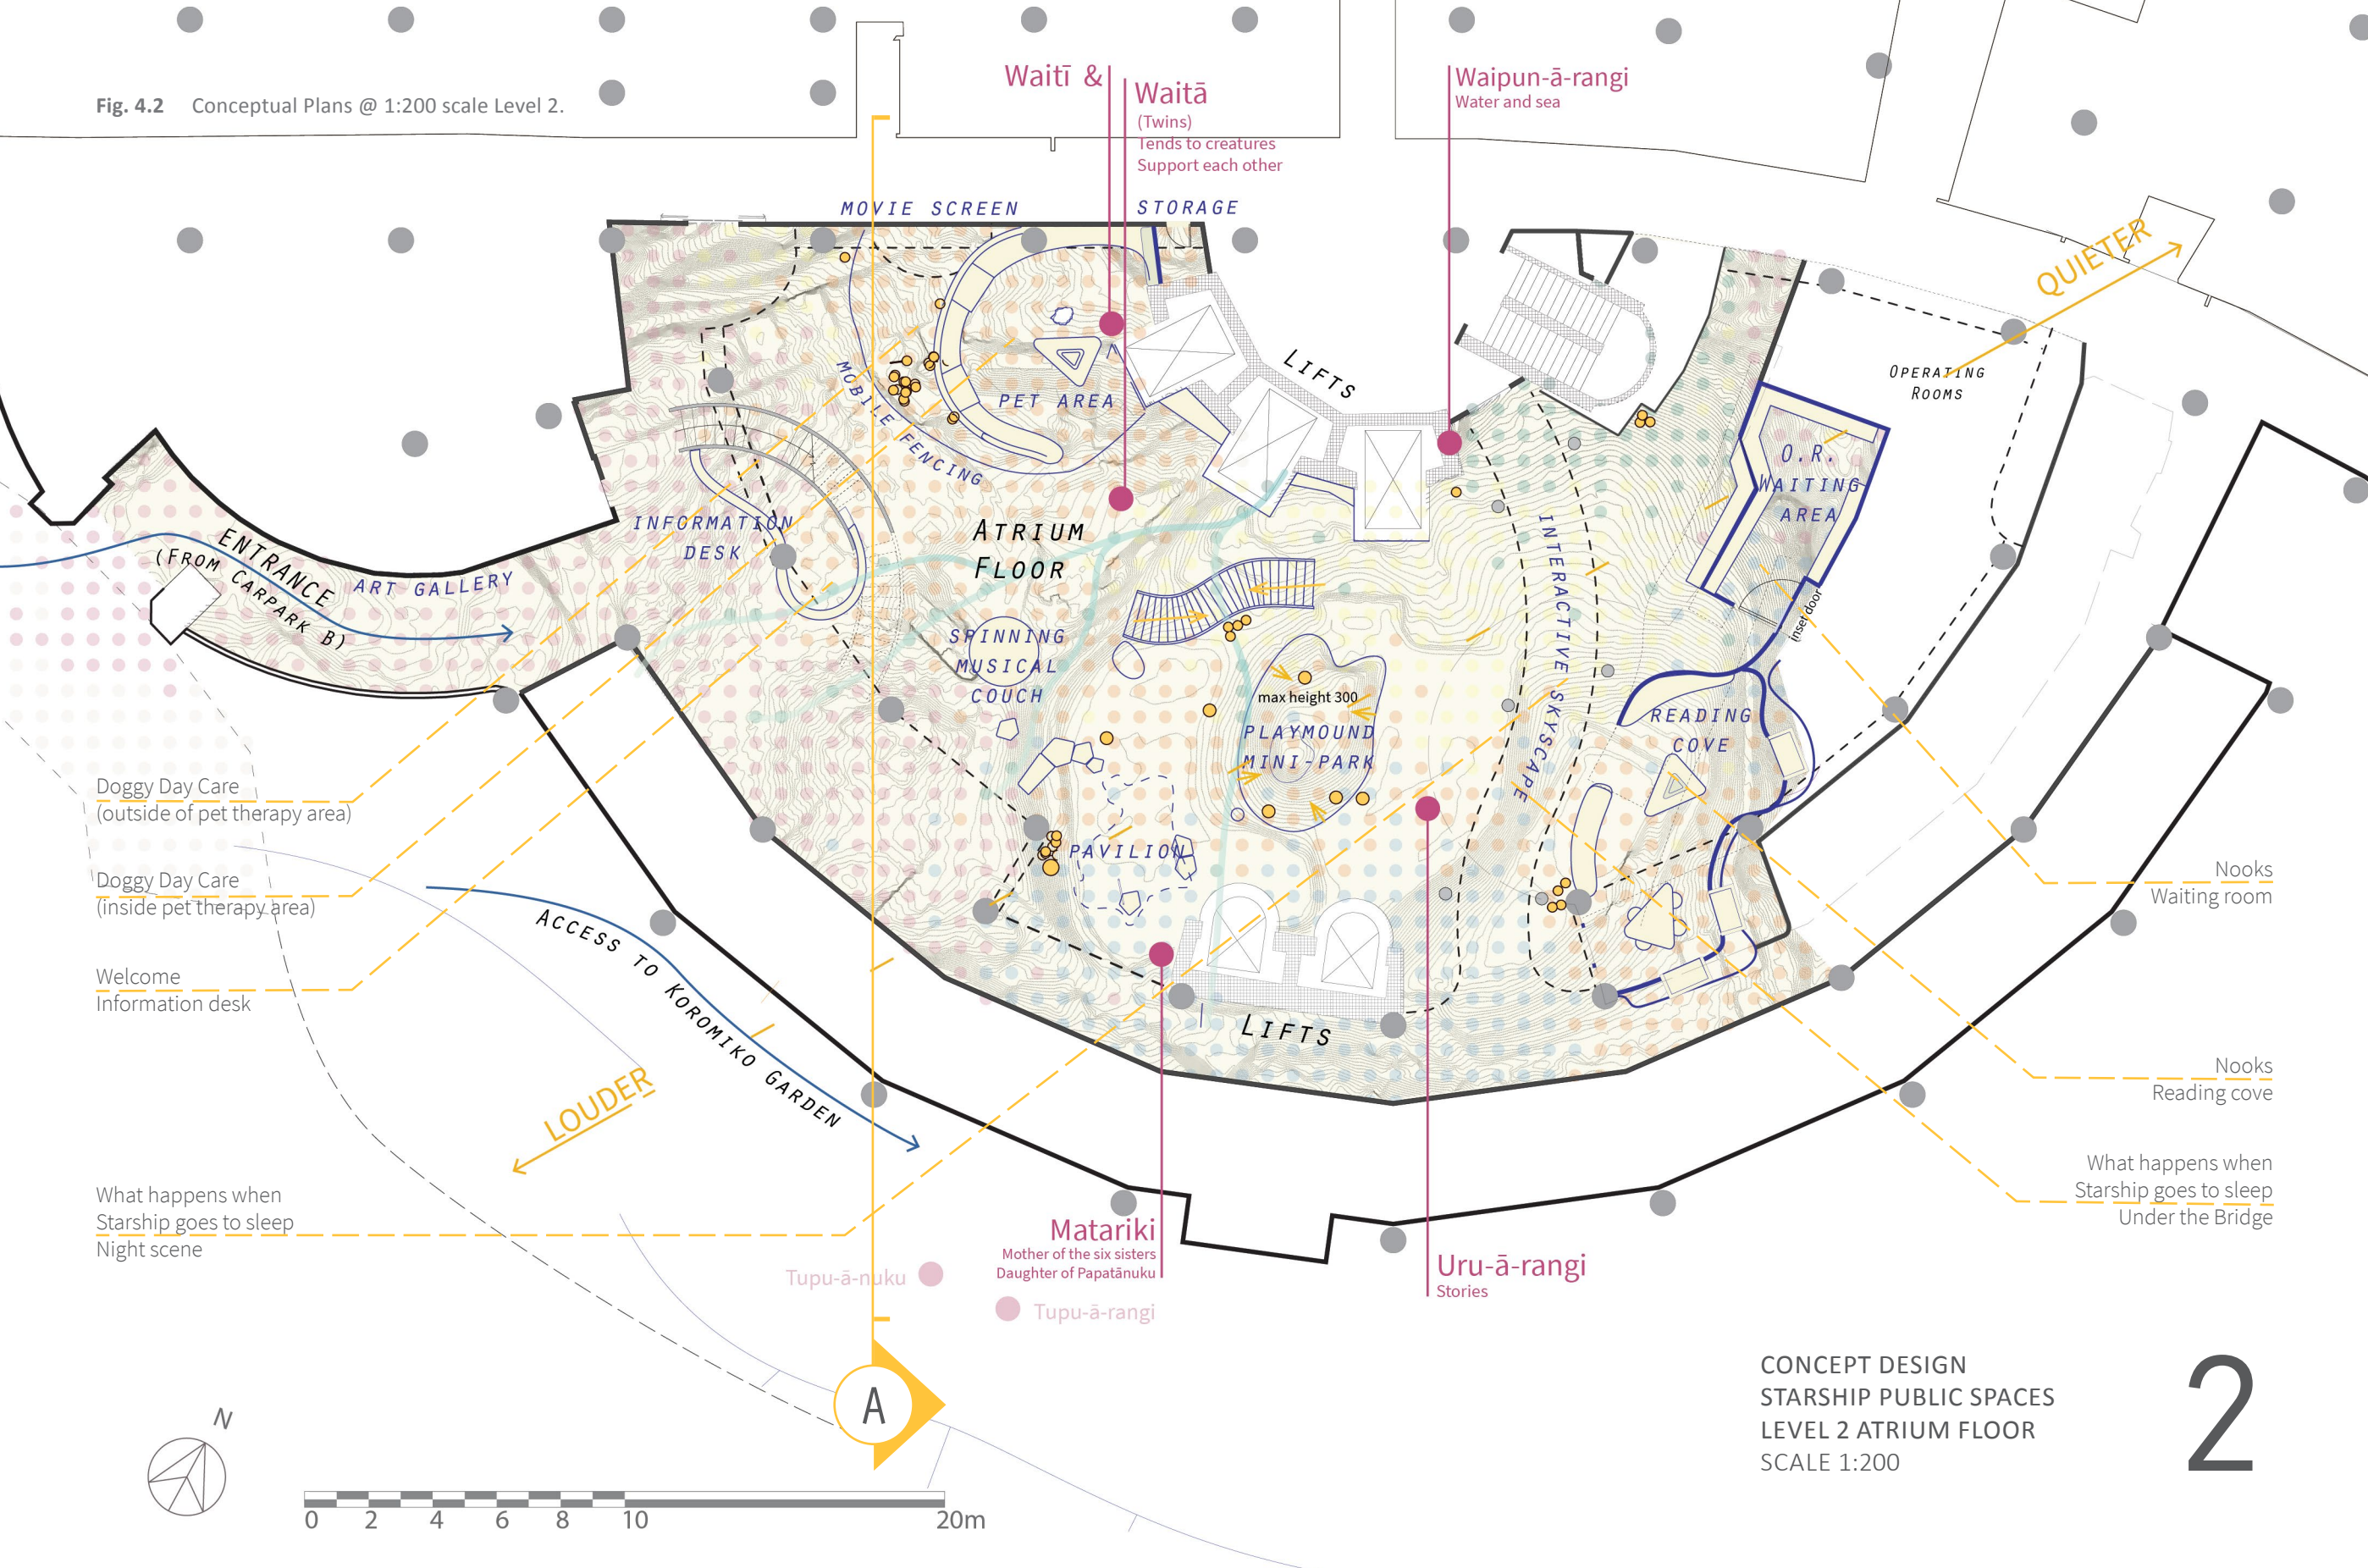 Fig. 4.2 Conceptual Plans @ 1:200 scale Level 2.
Waitī &
Waitā
(Twins)
Tends to creatures
Support each other
Waipun-ā-rangi
Water and sea
MOVIE SCREEN
STORAGE
QUIETER
LIFTS
OPERATING
ROOMS
PET AREA
MOBILE FENCING
O.R.
WAITING
AREA
INFORMATION
DESK
ATRIUM
FLOOR
ENTRANCE
(FROM CARPARK B)
ART GALLERY
INTERACTIVE SKYSCAPE
(inset door)
SPINNING
MUSICAL
COUCH
max height 300
PLAYMOUND
MINI-PARK
READING
COVE
PAVILION
LIFTS
Doggy Day Care
(outside of pet therapy area)
Doggy Day Care
(inside pet therapy area)
Welcome
Information desk
ACCESS TO KOROMIKO GARDEN
LOUDER
What happens when
Starship goes to sleep
Night scene
Nooks
Waiting room
Nooks
Reading cove
What happens when
Starship goes to sleep
Under the Bridge
Matariki
Mother of the six sisters
Daughter of Papatānuku
Tupu-ā-nuku
Tupu-ā-rangi
Uru-ā-rangi
Stories
A
N
0 2 4 6 8 10 20m
CONCEPT DESIGN
STARSHIP PUBLIC SPACES
LEVEL 2 ATRIUM FLOOR
SCALE 1:200
2